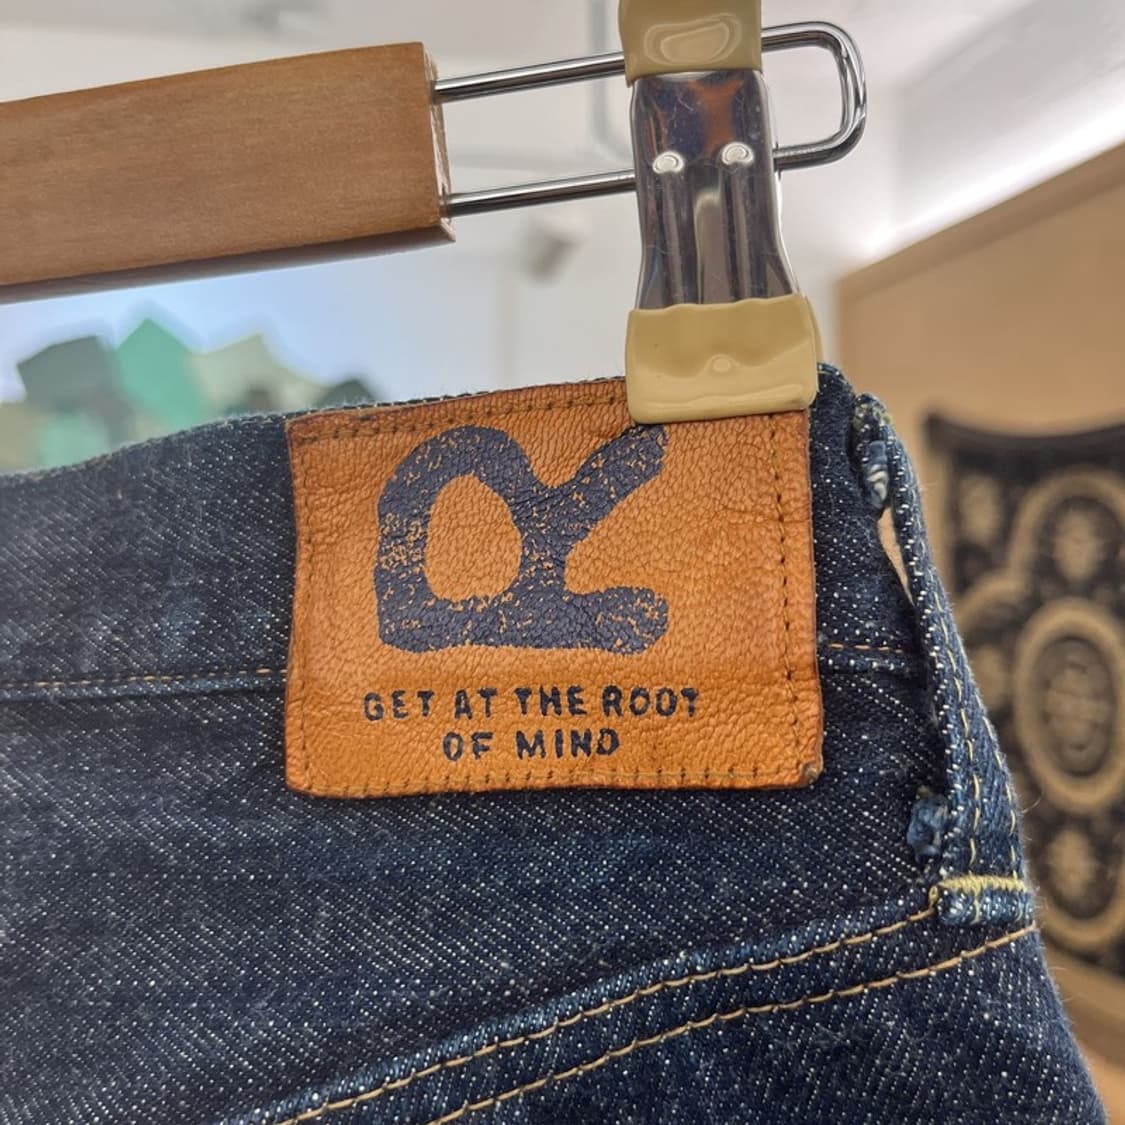 R
GET AT THE ROOT
OF MIND